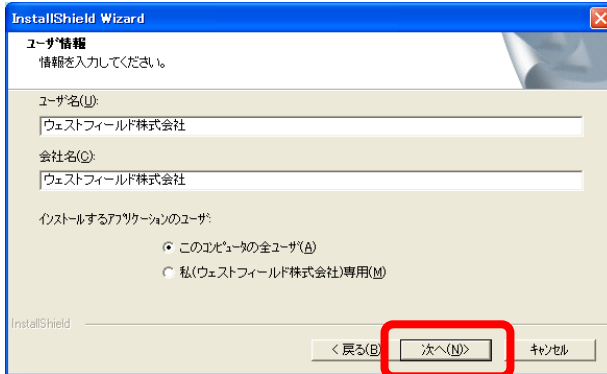 InstallShield Wizard
ユーザ情報
情報を入力してください。
ユーザ名(U):
ウェストフィールド株式会社
会社名(C):
ウェストフィールド株式会社
インストールするアプリケーションのユーザ:
このコンピュータの全ユーザ(A)
私(ウェストフィールド株式会社)専用(M)
InstallShield
< 戻る(B)
次へ(N)>
キャンセル